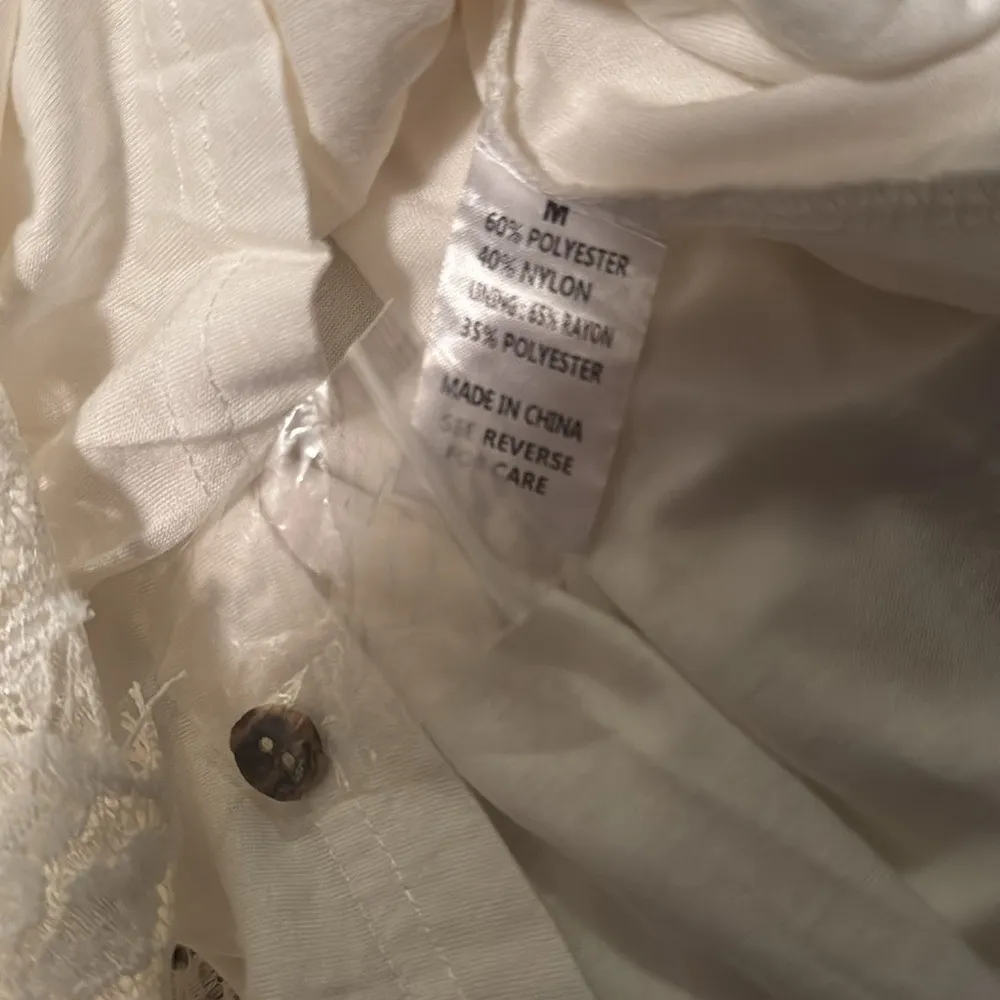 M
60% POLYESTER
40% NYLON
LINING: 65% RAYON
35% POLYESTER
MADE IN CHINA
SEE REVERSE
FOR CARE